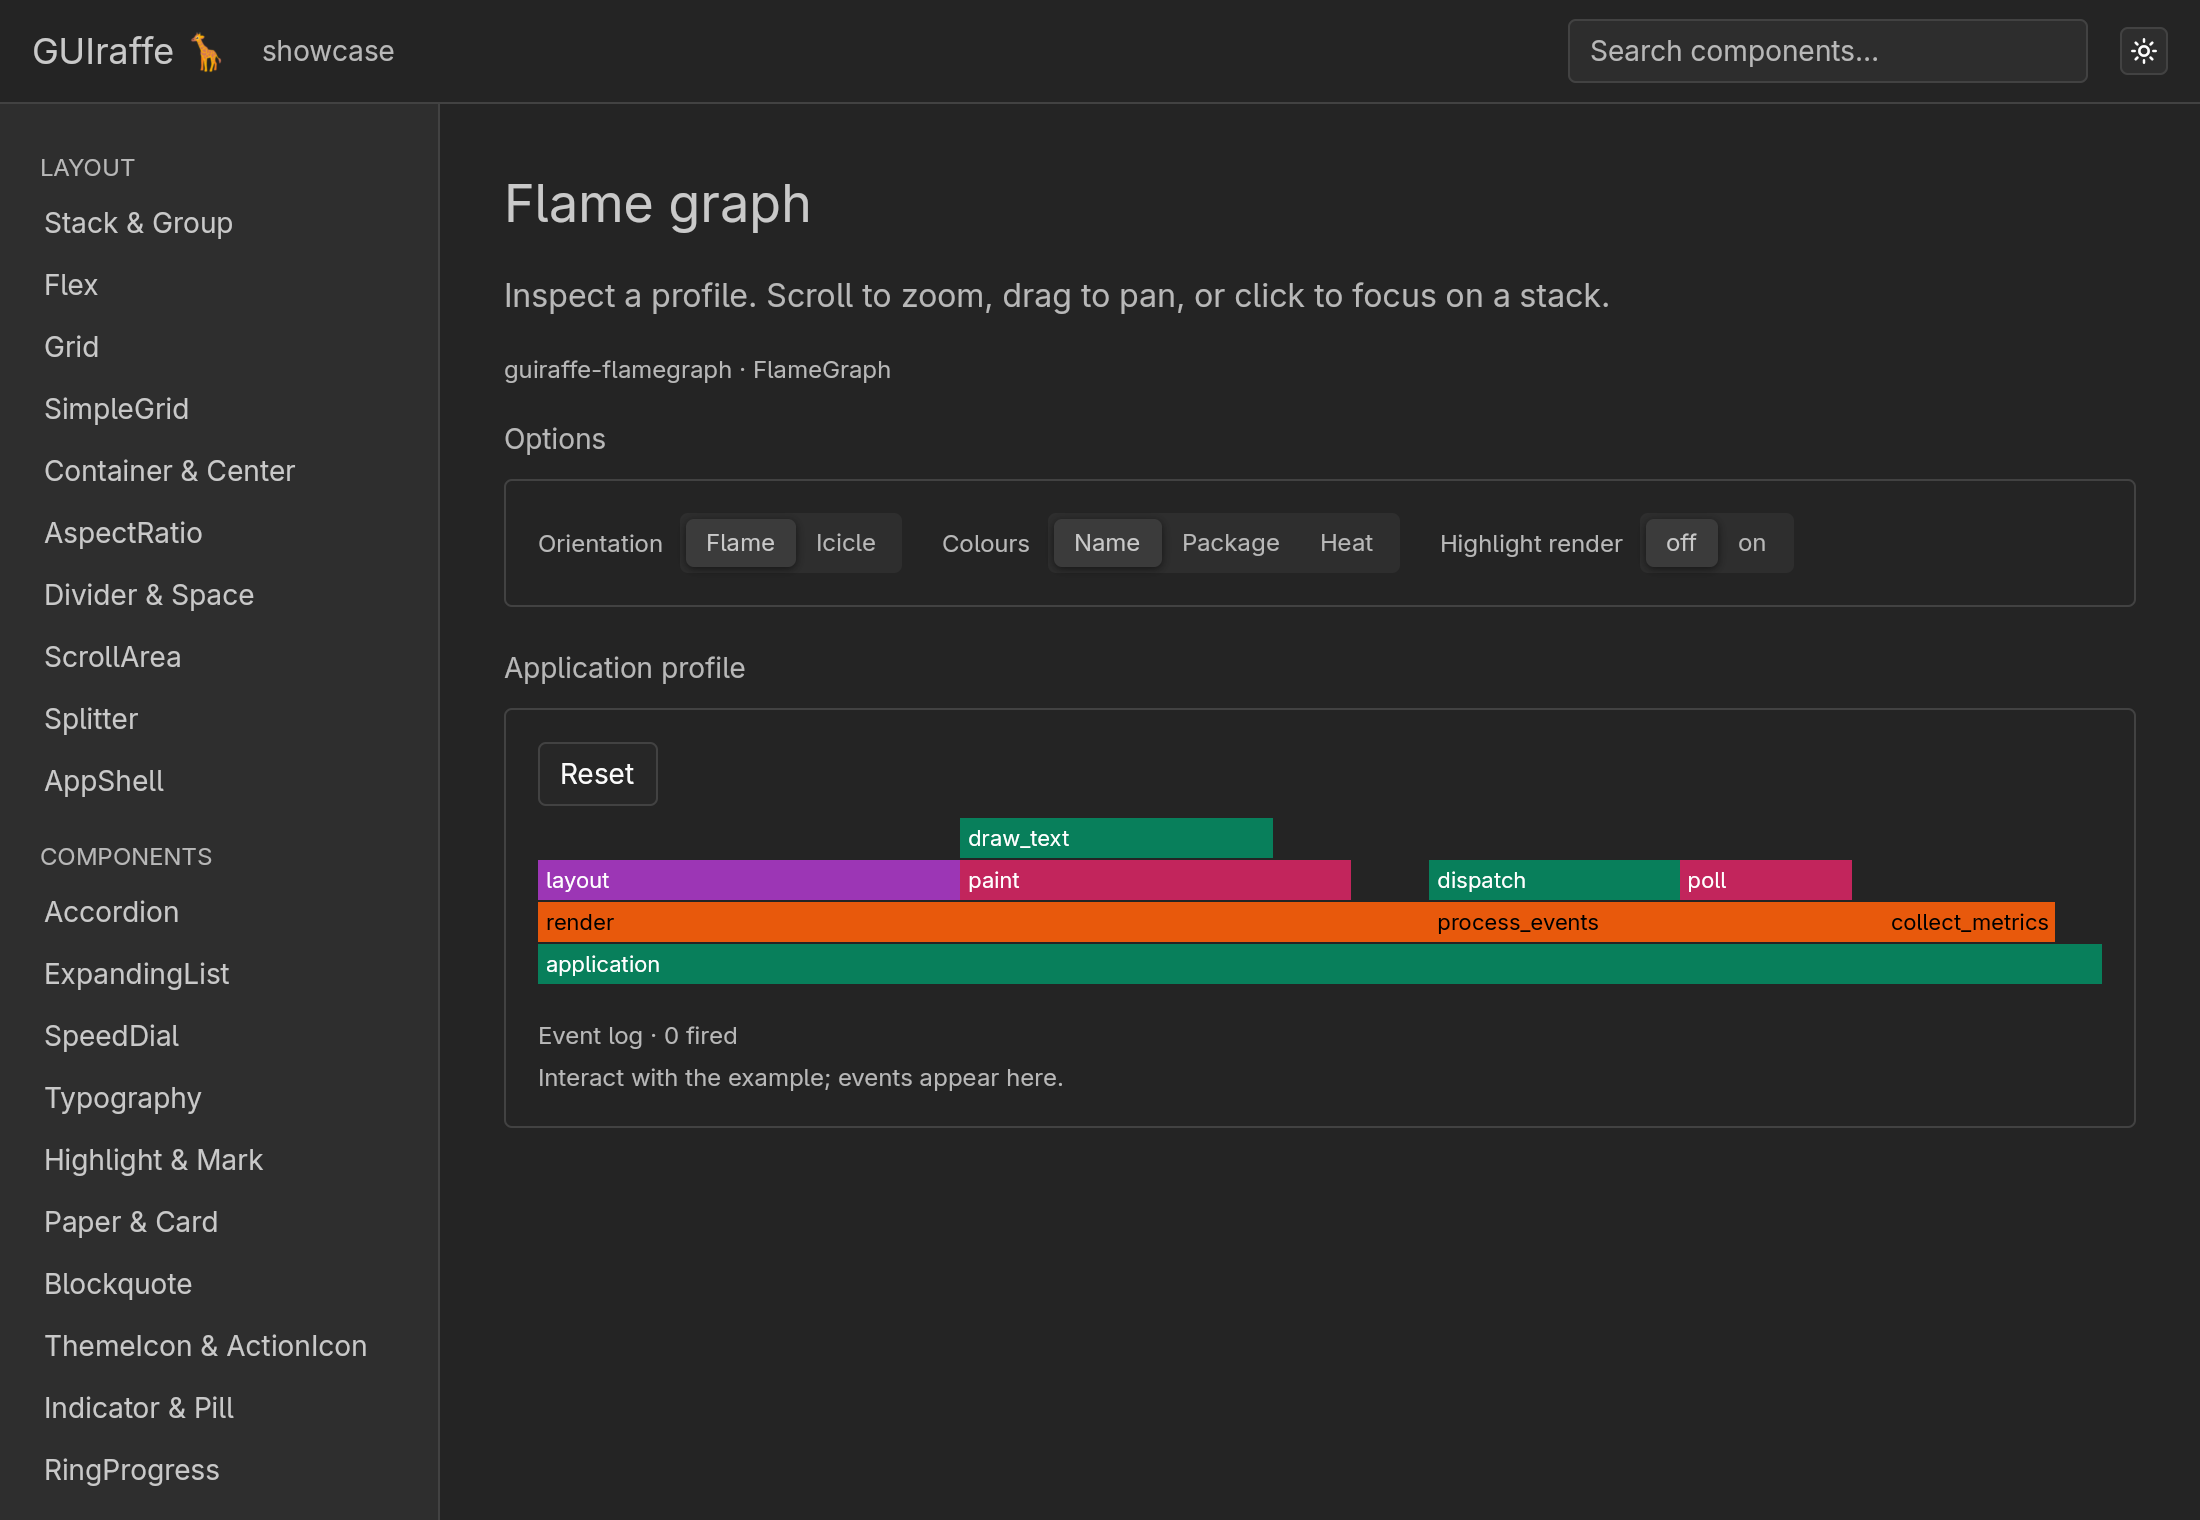 GUIraffe 🦒 showcase Search components...
LAYOUT
Stack & Group
Flex
Grid
SimpleGrid
Container & Center
AspectRatio
Divider & Space
ScrollArea
Splitter
AppShell
COMPONENTS
Accordion
ExpandingList
SpeedDial
Typography
Highlight & Mark
Paper & Card
Blockquote
ThemeIcon & ActionIcon
Indicator & Pill
RingProgress
Flame graph
Inspect a profile. Scroll to zoom, drag to pan, or click to focus on a stack.
guiraffe-flamegraph · FlameGraph
Options
Orientation Flame Icicle Colours Name Package Heat Highlight render off on
Application profile
Reset
draw_text
layout paint dispatch poll
render process_events collect_metrics
application
Event log · 0 fired
Interact with the example; events appear here.